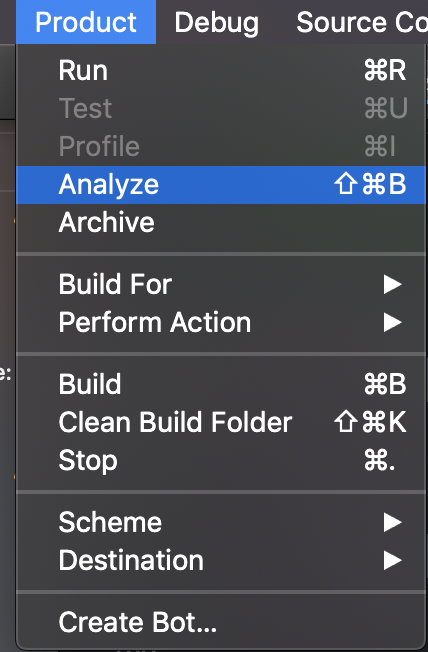 Product Debug Source Co
Run ⌘R
Test ⌘U
Profile ⌘I
Analyze ⇧⌘B
Archive
Build For ▶
Perform Action ▶
e:
Build ⌘B
Clean Build Folder ⇧⌘K
Stop ⌘.
Scheme ▶
Destination ▶
Create Bot...